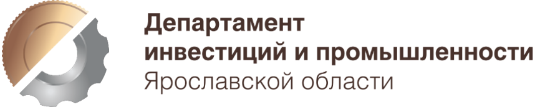 Департамент
инвестиций и промышленности
Ярославской области